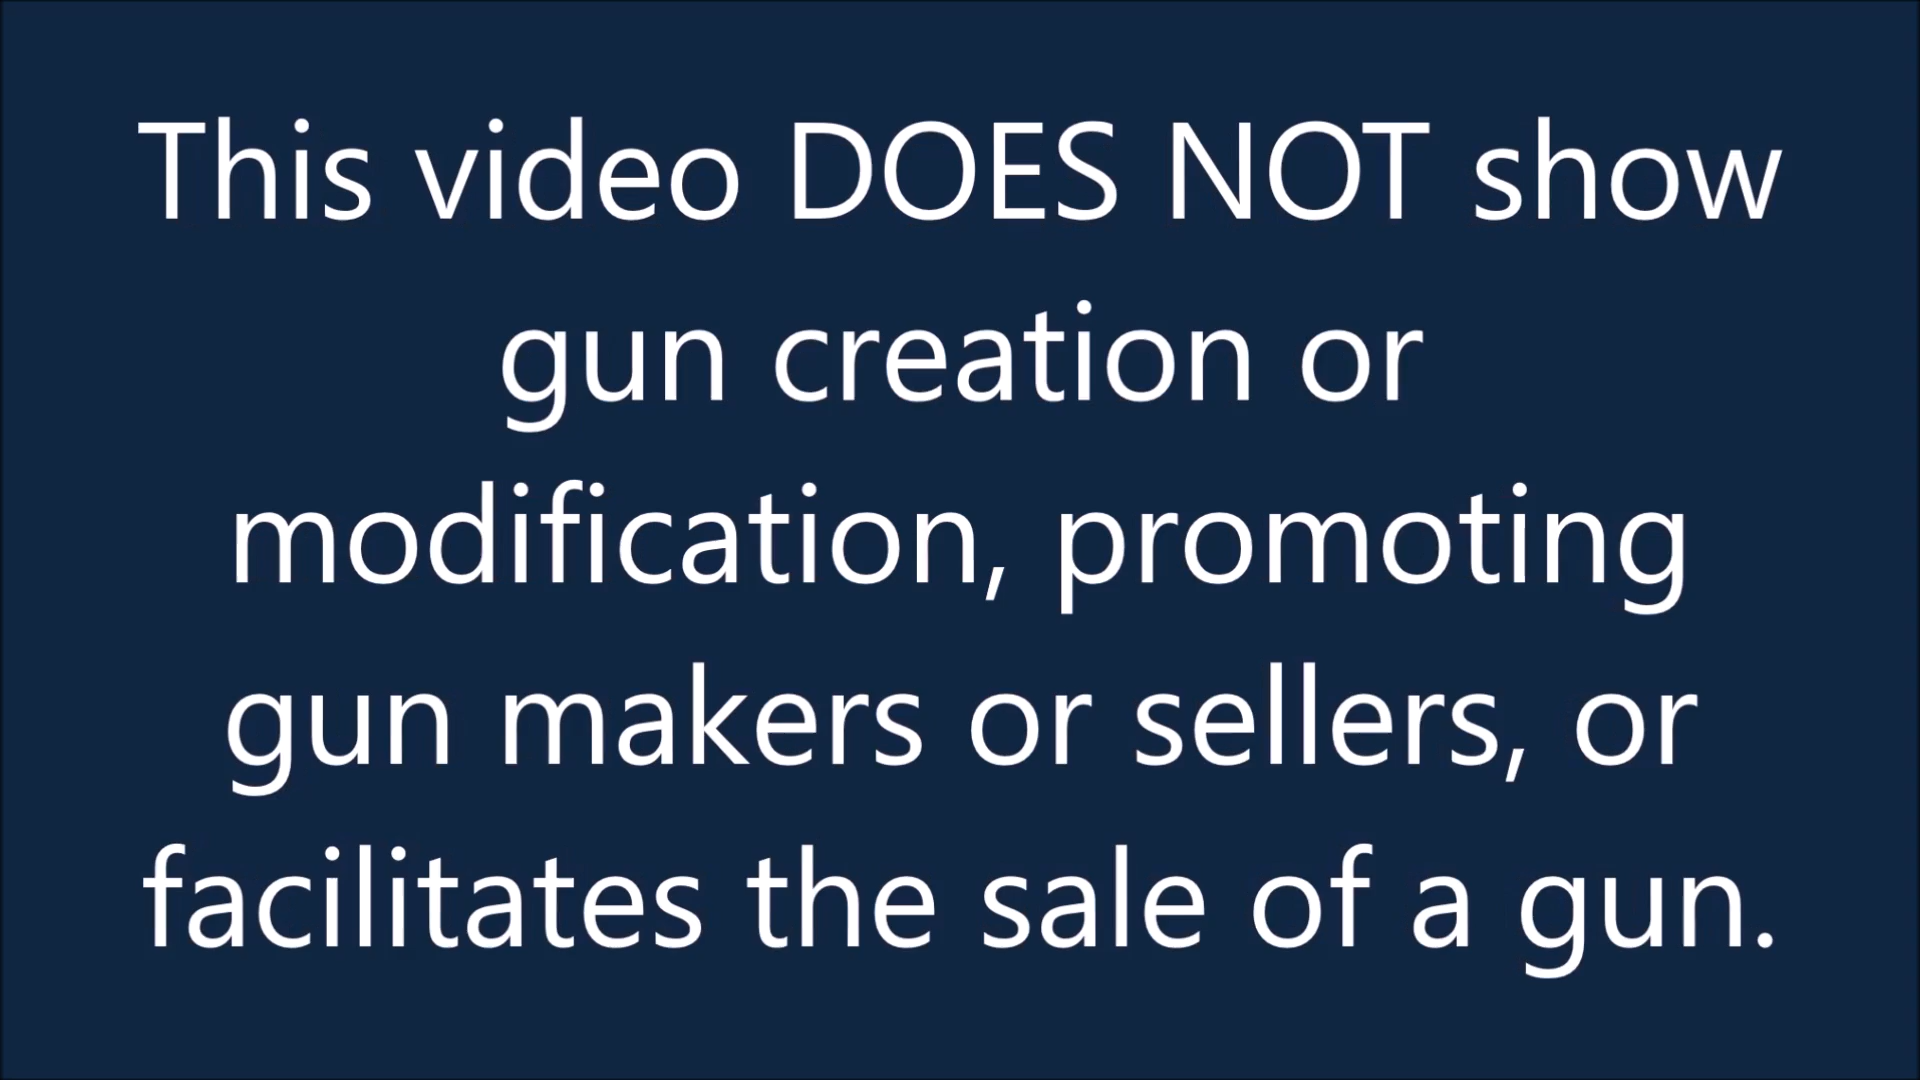 This video DOES NOT show
gun creation or
modification, promoting
gun makers or sellers, or
facilitates the sale of a gun.